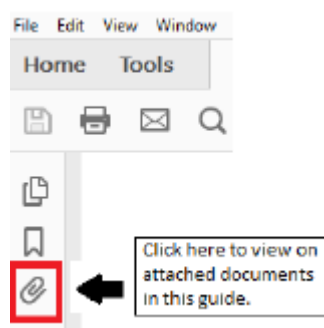 File Edit View Window
Home Tools
Click here to view on
attached documents
in this guide.